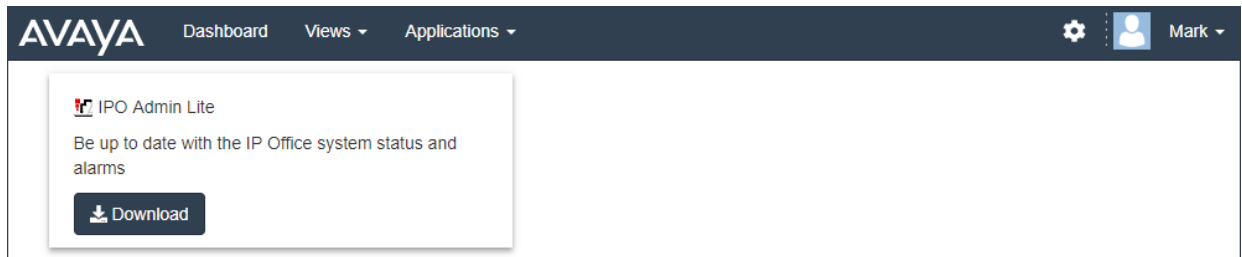 AVAYA Dashboard Views Applications Mark
IPO Admin Lite
Be up to date with the IP Office system status and
alarms
Download